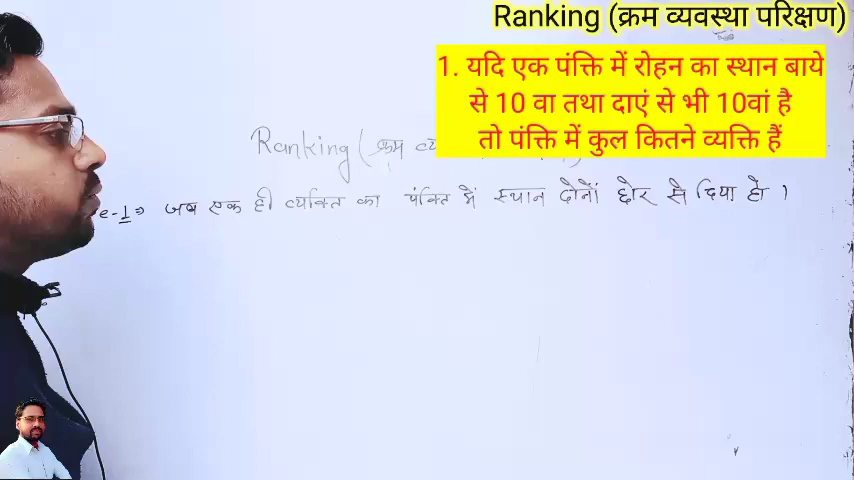 Ranking (क्रम व्यवस्था परिक्षण)
1. यदि एक पंक्ति में रोहन का स्थान बाये
से 10 वा तथा दाएं से भी 10वां है
तो पंक्ति में कुल कितने व्यक्ति हैं
Ranking (क्रम
e-1⇒ जब एक ही व्यक्ति का पंक्ति में स्थान दोनों छोर से दिया हो ।